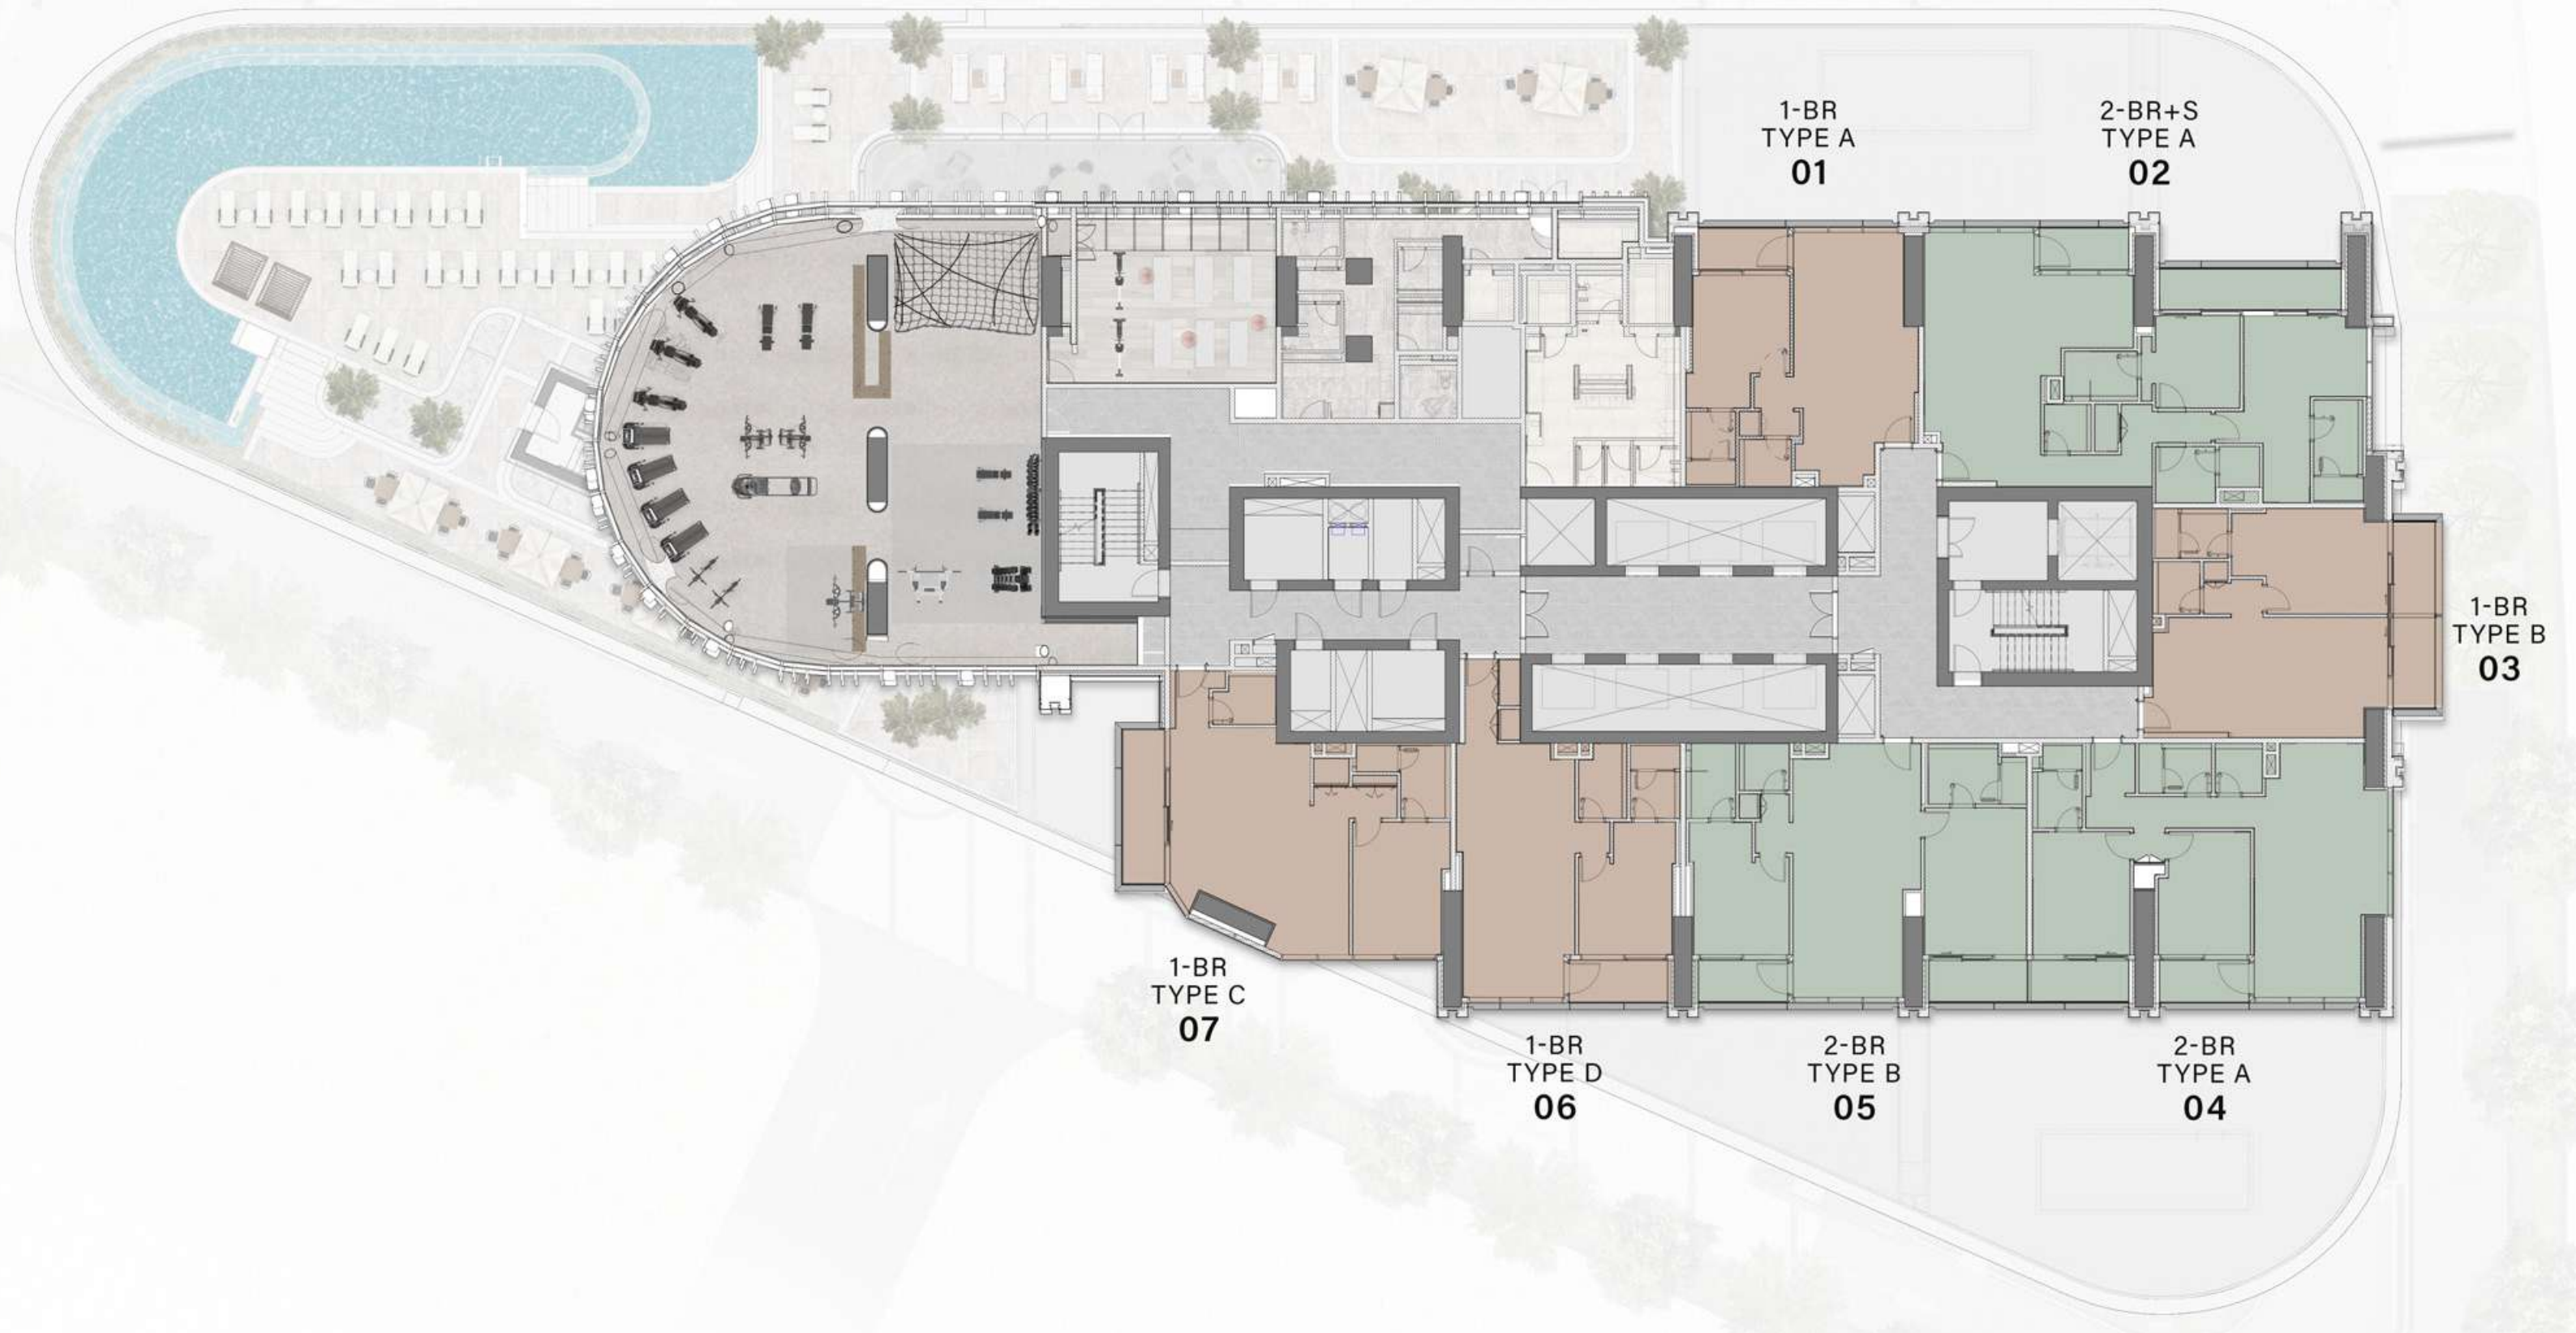 1-BR
TYPE A
01
2-BR+S
TYPE A
02
1-BR
TYPE B
03
1-BR
TYPE C
07
1-BR
TYPE D
06
2-BR
TYPE B
05
2-BR
TYPE A
04